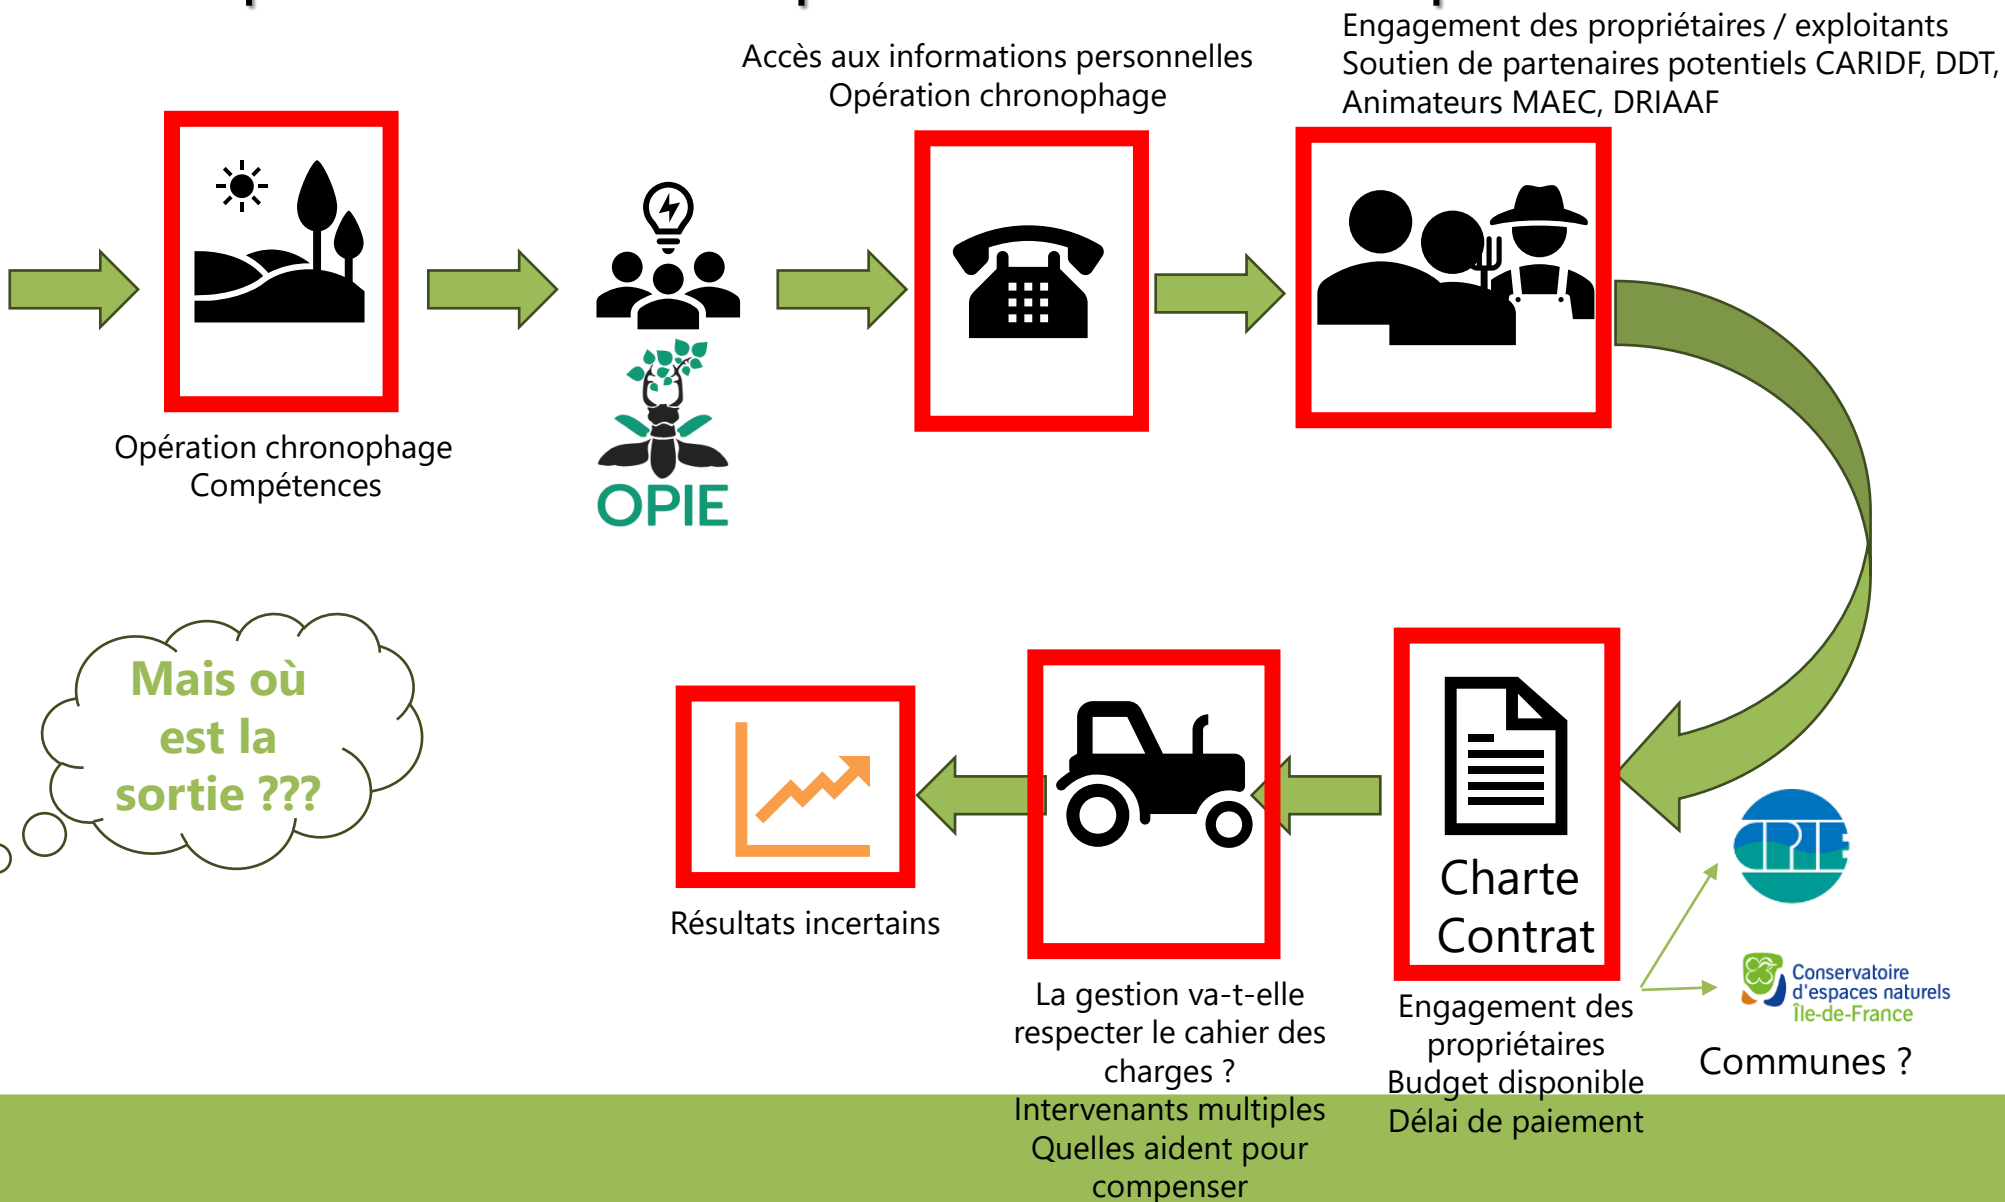 Engagement des propriétaires / exploitants
Soutien de partenaires potentiels CARIDF, DDT,
Animateurs MAEC, DRIAAF
Accès aux informations personnelles
Opération chronophage
Opération chronophage
Compétences
OPIE
Mais où
est la
sortie ???
Résultats incertains
La gestion va-t-elle
respecter le cahier des
charges ?
Intervenants multiples
Quelles aident pour
compenser
Charte
Contrat
Engagement des
propriétaires
Budget disponible
Délai de paiement
CPIE
Conservatoire
d'espaces naturels
Île-de-France
Communes ?